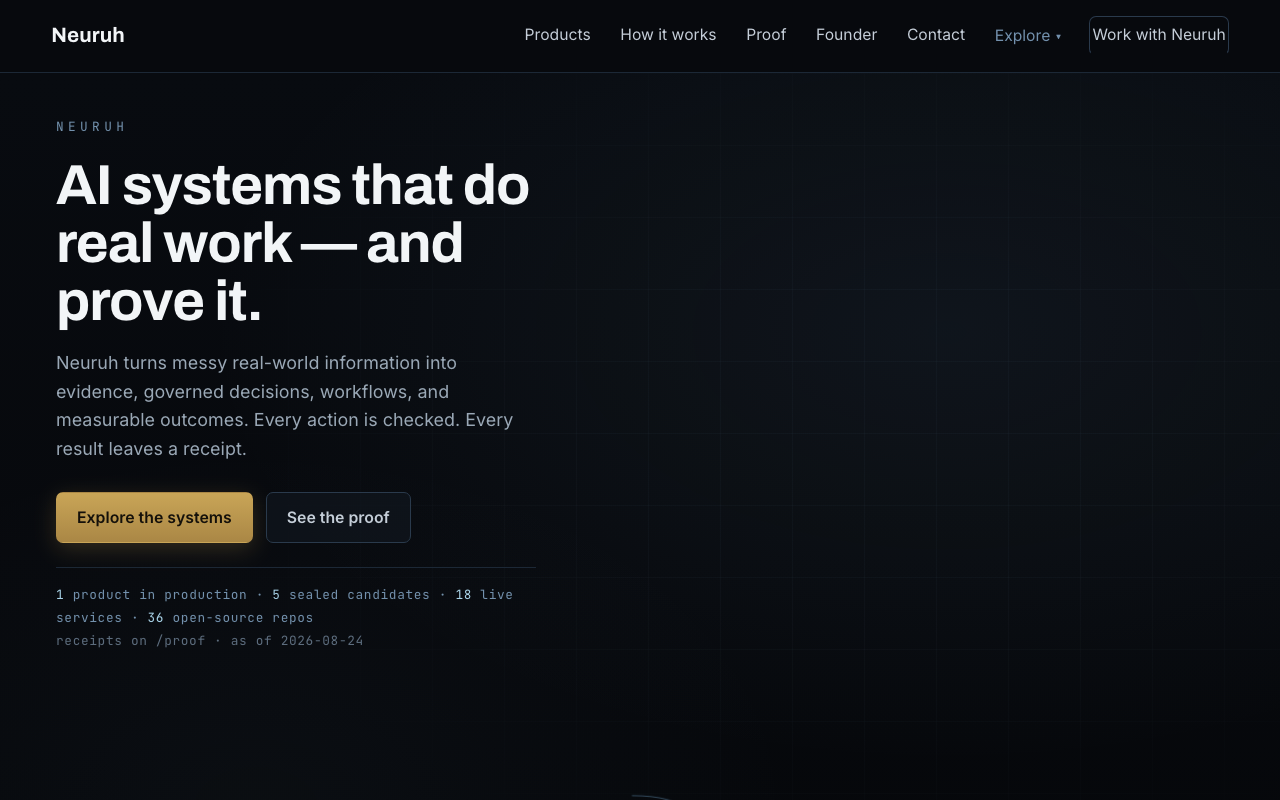 Neuruh
Products
How it works
Proof
Founder
Contact
Explore ▾
Work with Neuruh
NEURUH
AI systems that do
real work — and
prove it.
Neuruh turns messy real-world information into
evidence, governed decisions, workflows, and
measurable outcomes. Every action is checked. Every
result leaves a receipt.
Explore the systems
See the proof
1 product in production · 5 sealed candidates · 18 live
services · 36 open-source repos
receipts on /proof · as of 2026-08-24